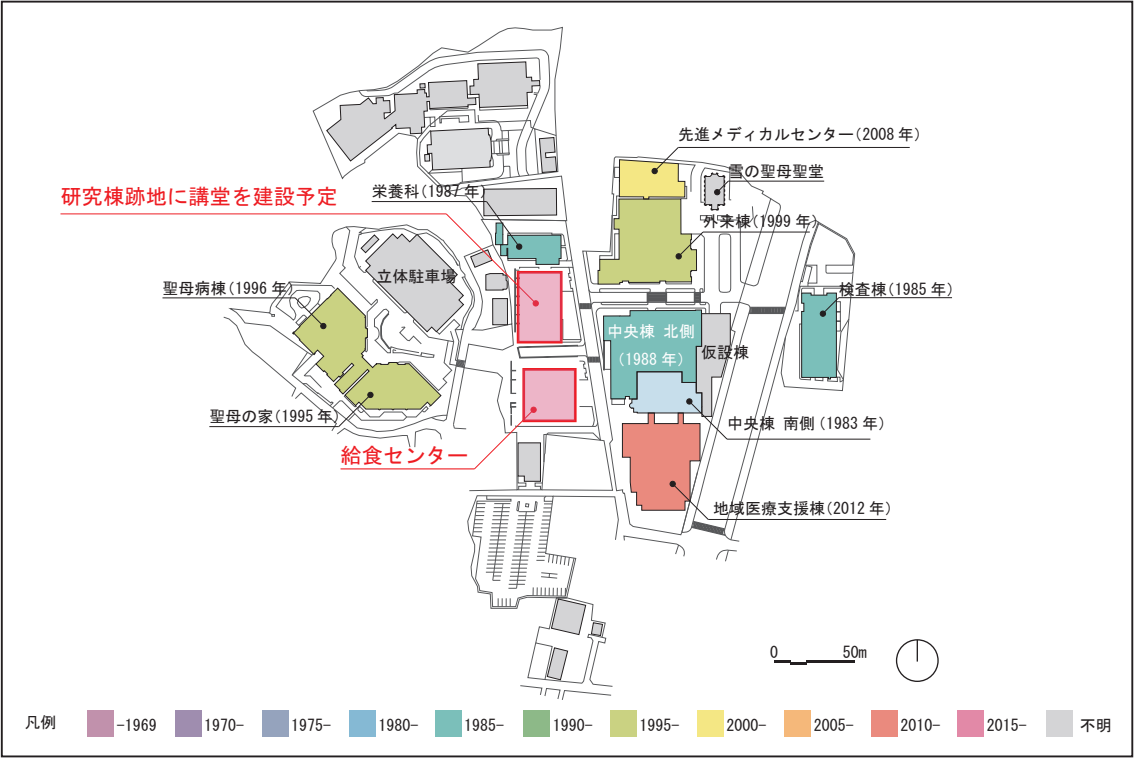 先進メディカルセンター(2008 年)
雪の聖母聖堂
栄養科(1987 年)
研究棟跡地に講堂を建設予定
外来棟(1999 年)
立体駐車場
聖母病棟(1996 年)
検査棟(1985 年)
中央棟 北側
(1988 年)
仮設棟
聖母の家(1995 年)
中央棟 南側(1983 年)
給食センター
地域医療支援棟(2012 年)
0 50m
凡例 -1969 1970- 1975- 1980- 1985- 1990- 1995- 2000- 2005- 2010- 2015- 不明